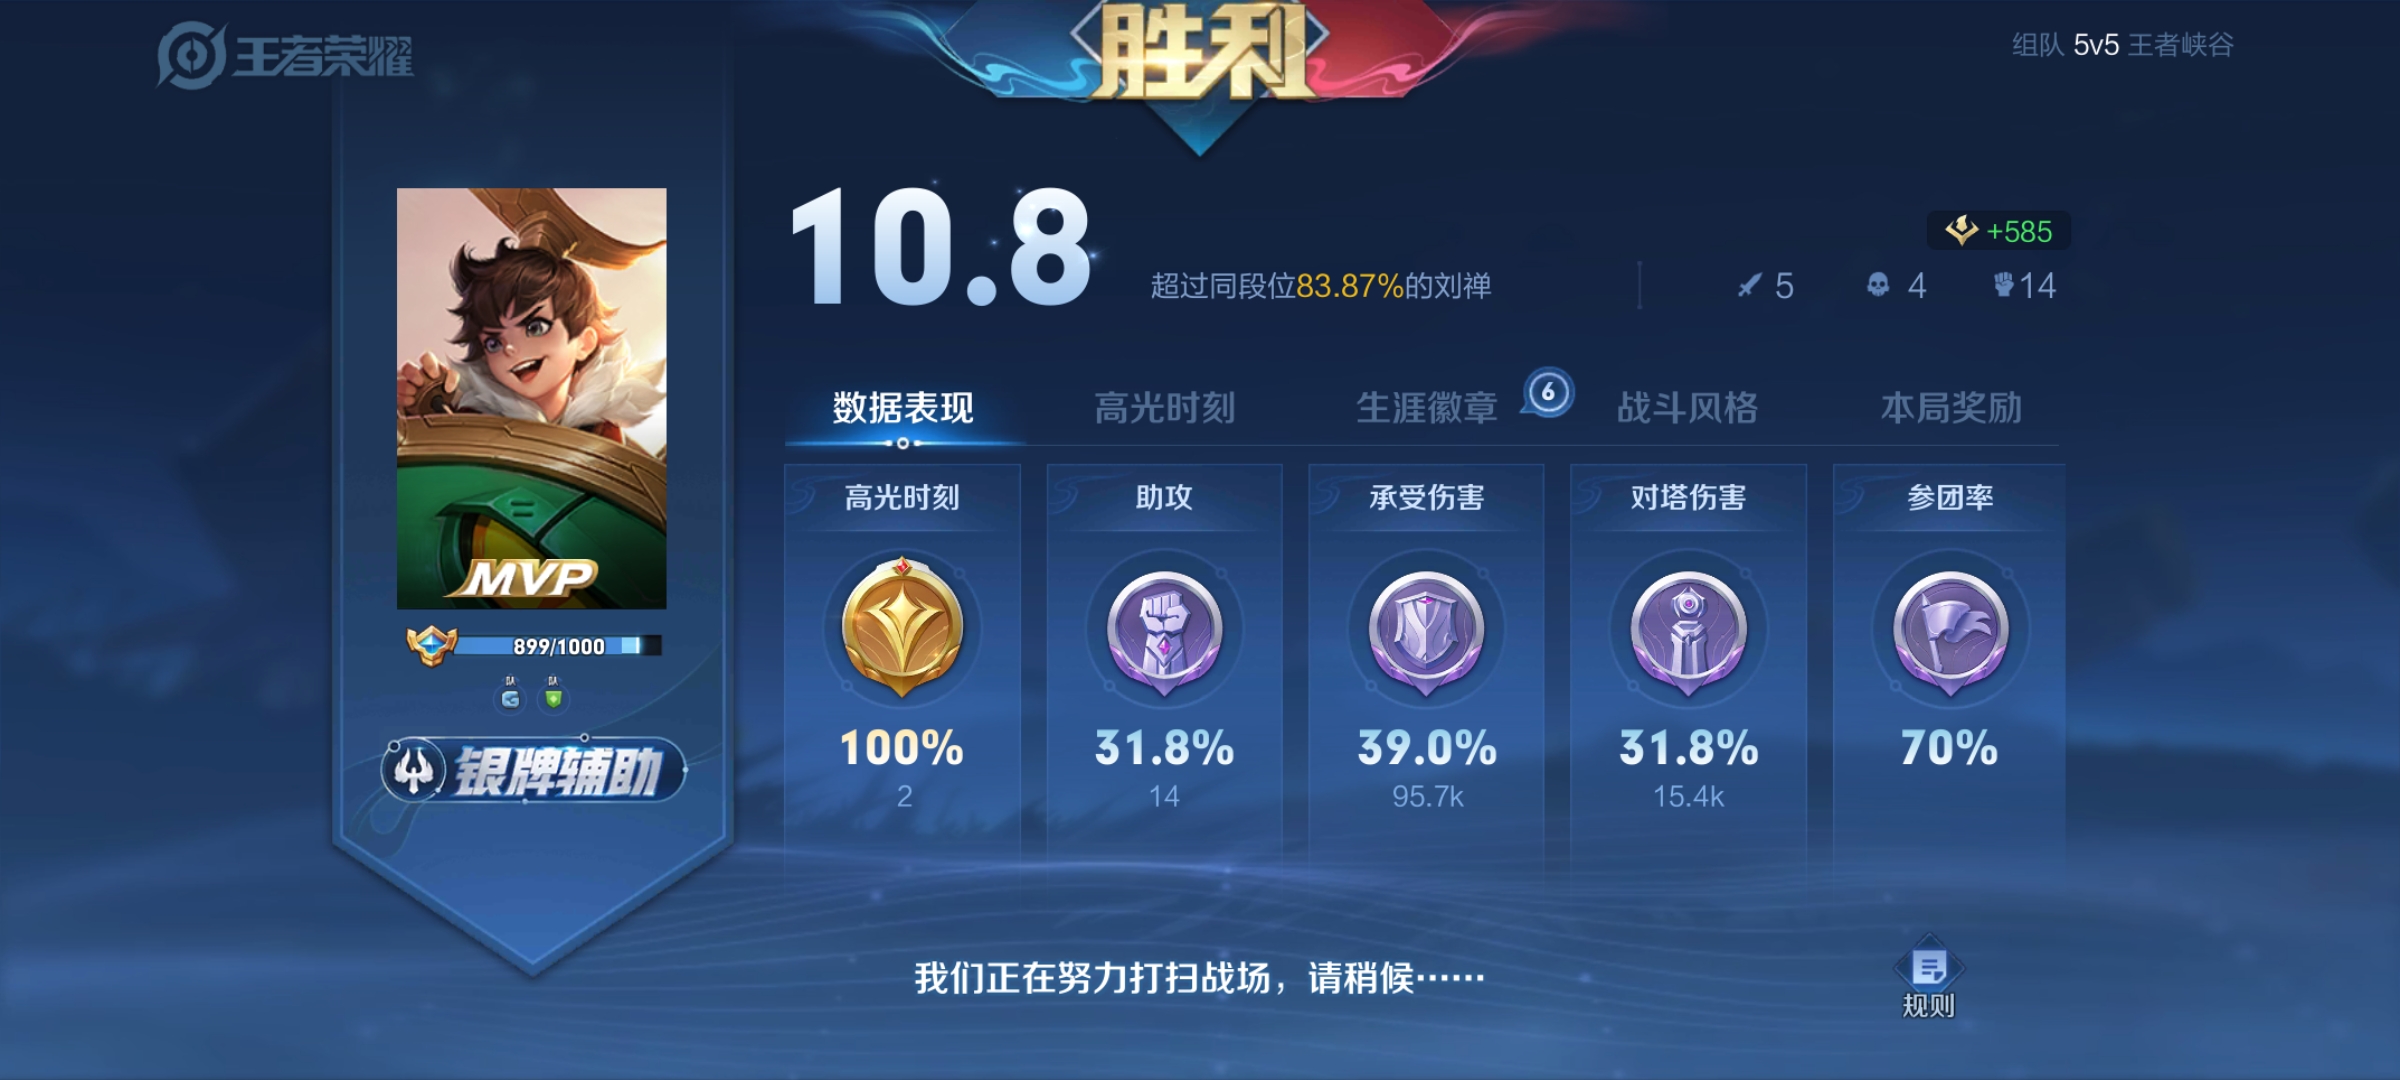 王者荣耀
胜利
组队 5v5 王者峡谷
10.8
超过同段位83.87%的刘禅
+585
5 4 14
数据表现 高光时刻 生涯徽章 6 战斗风格 本局奖励
MVP
899/1000
银牌辅助
高光时刻 助攻 承受伤害 对塔伤害 参团率
100% 31.8% 39.0% 31.8% 70%
2 14 95.7k 15.4k
我们正在努力打扫战场，请稍候······
规则